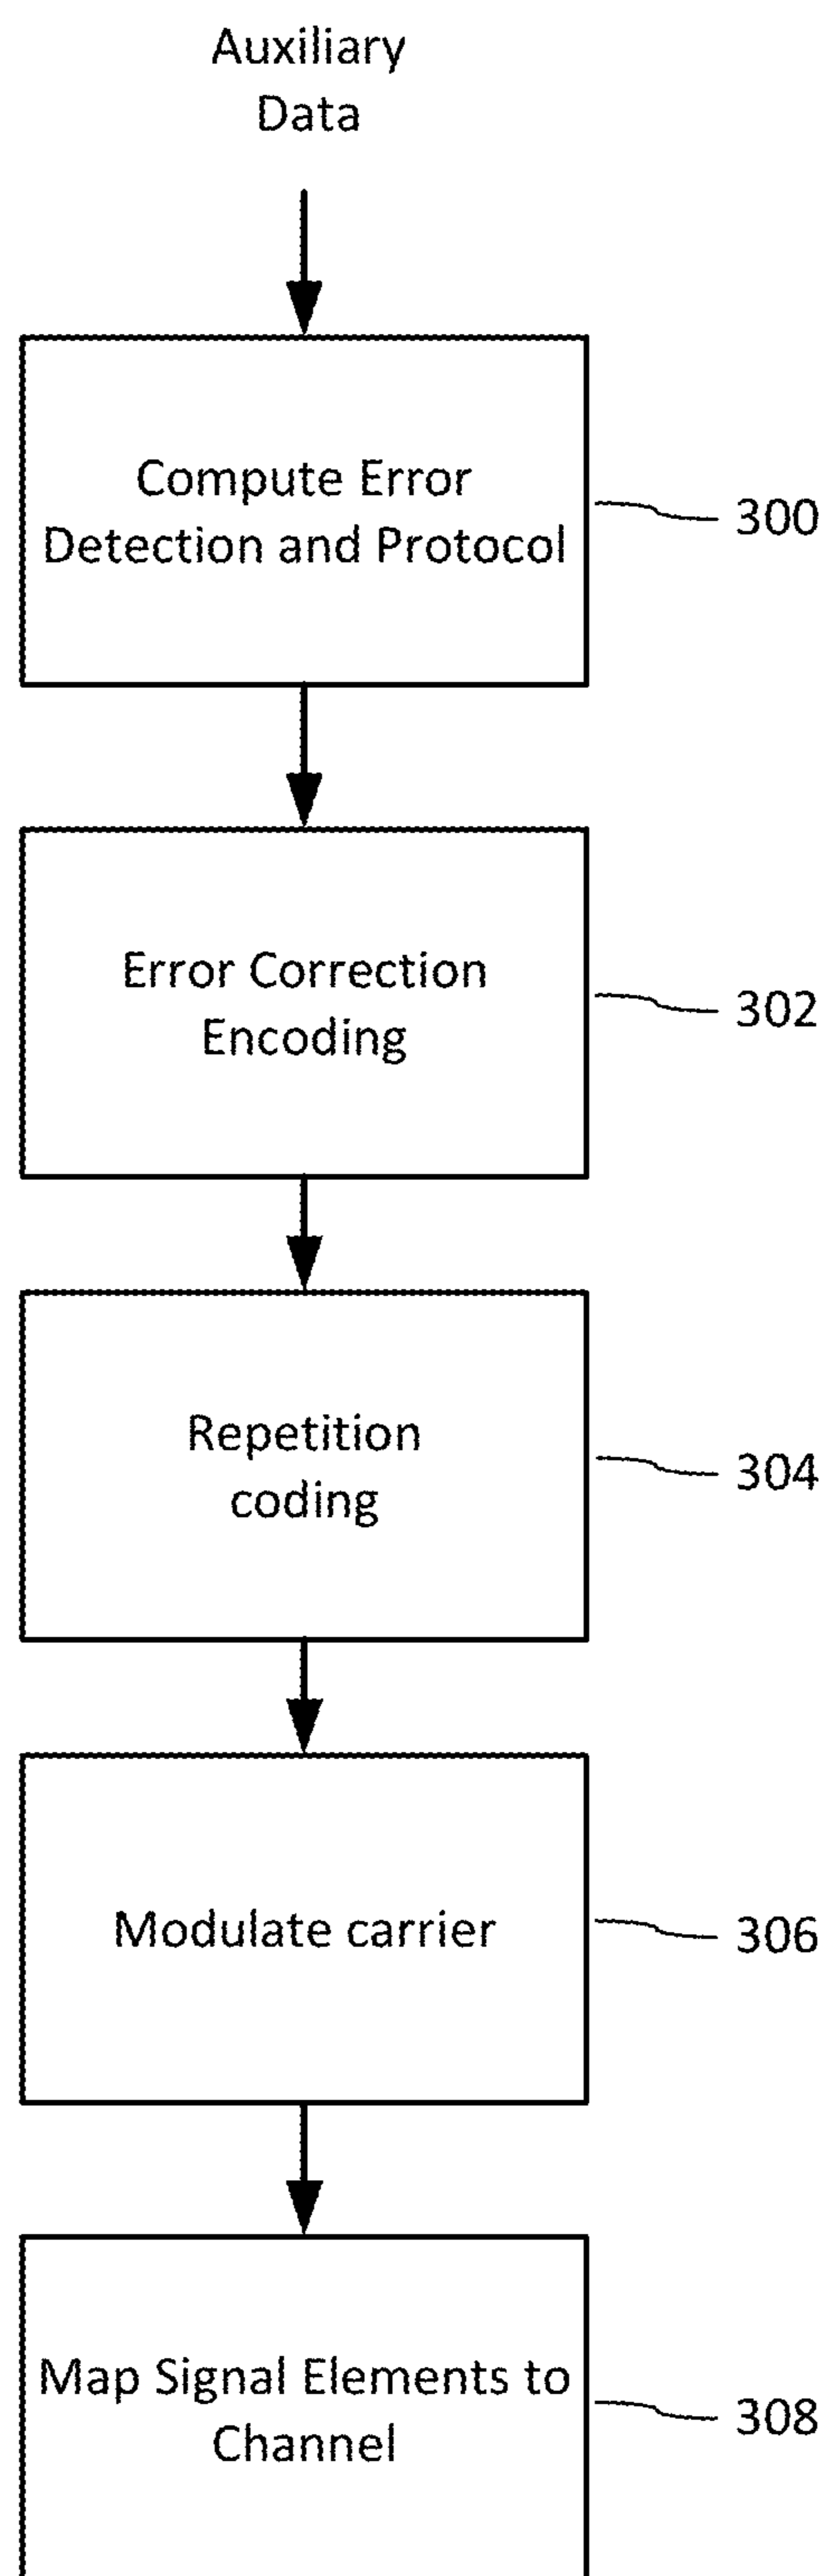 Auxiliary
Data
Compute Error
Detection and Protocol
300
Error Correction
Encoding
302
Repetition
coding
304
Modulate carrier
306
Map Signal Elements to
Channel
308